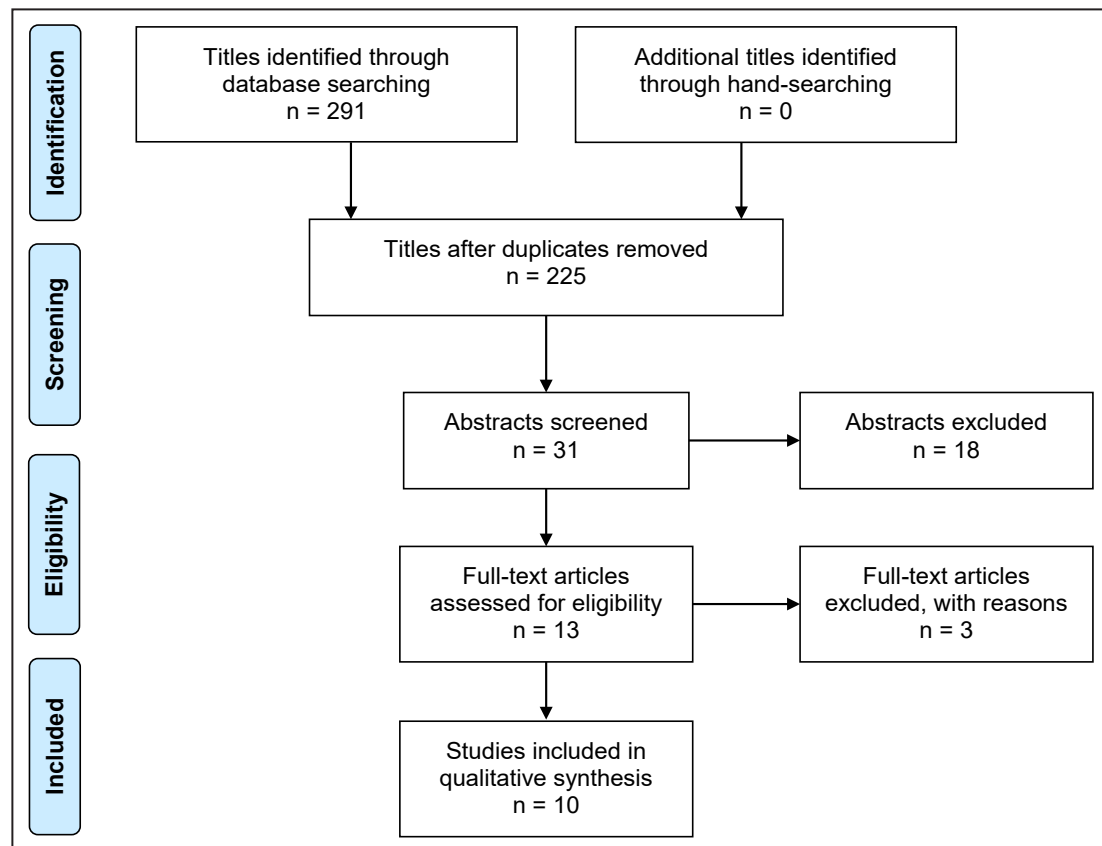 Identification
Titles identified through
database searching
n = 291
Additional titles identified
through hand-searching
n = 0
Screening
Titles after duplicates removed
n = 225
Abstracts screened
n = 31
Abstracts excluded
n = 18
Eligibility
Full-text articles
assessed for eligibility
n = 13
Full-text articles
excluded, with reasons
n = 3
Included
Studies included in
qualitative synthesis
n = 10